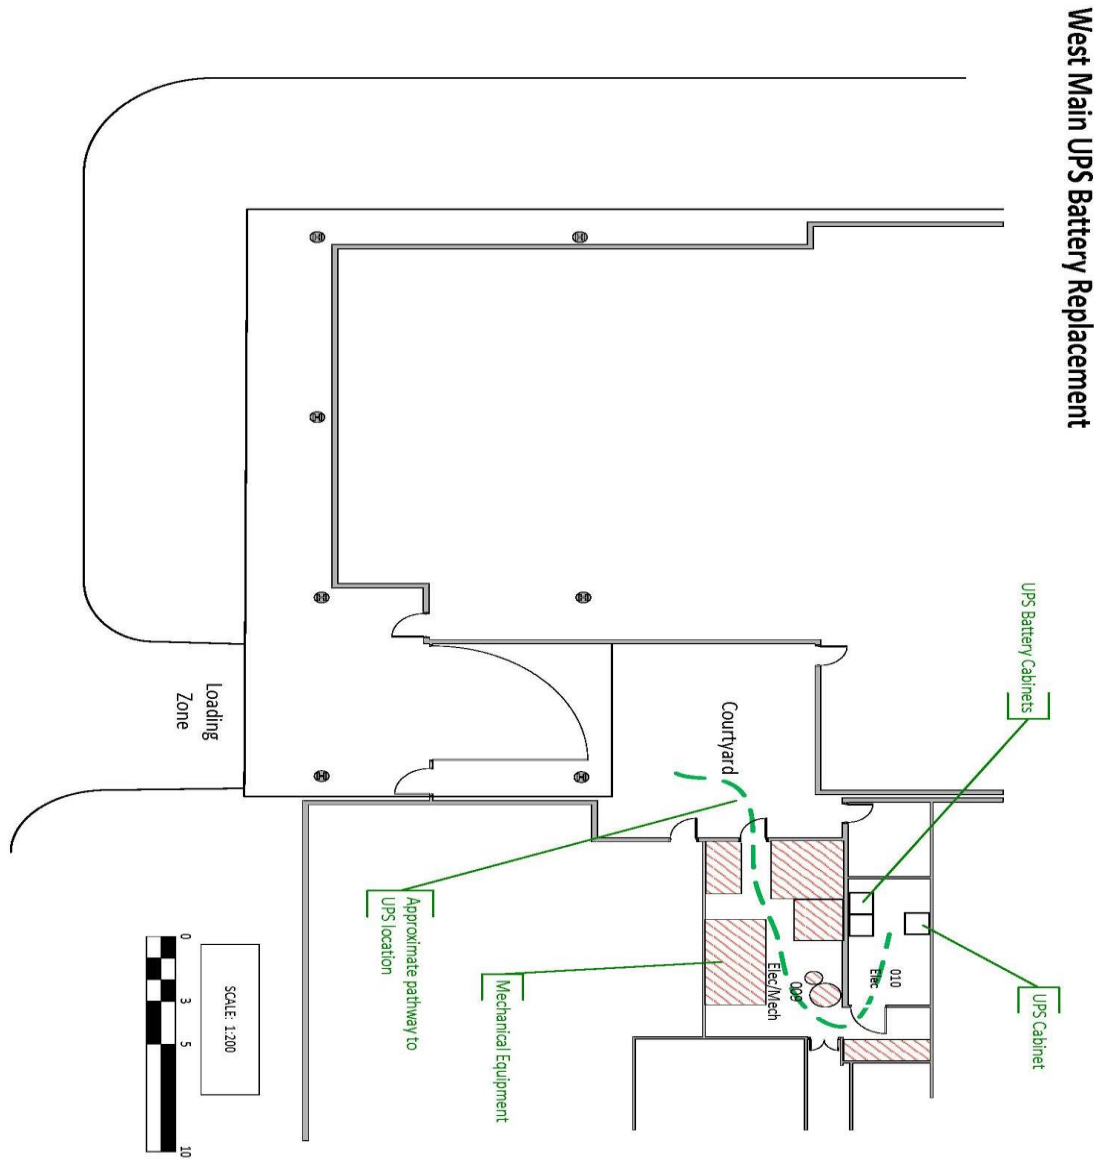 West Main UPS Battery Replacement
UPS Battery Cabinets
UPS Cabinet
010
Elec
009
Elec/Mech
Courtyard
Mechanical Equipment
Approximate pathway to
UPS location
Loading
Zone
SCALE: 1:200
0
3
5
10